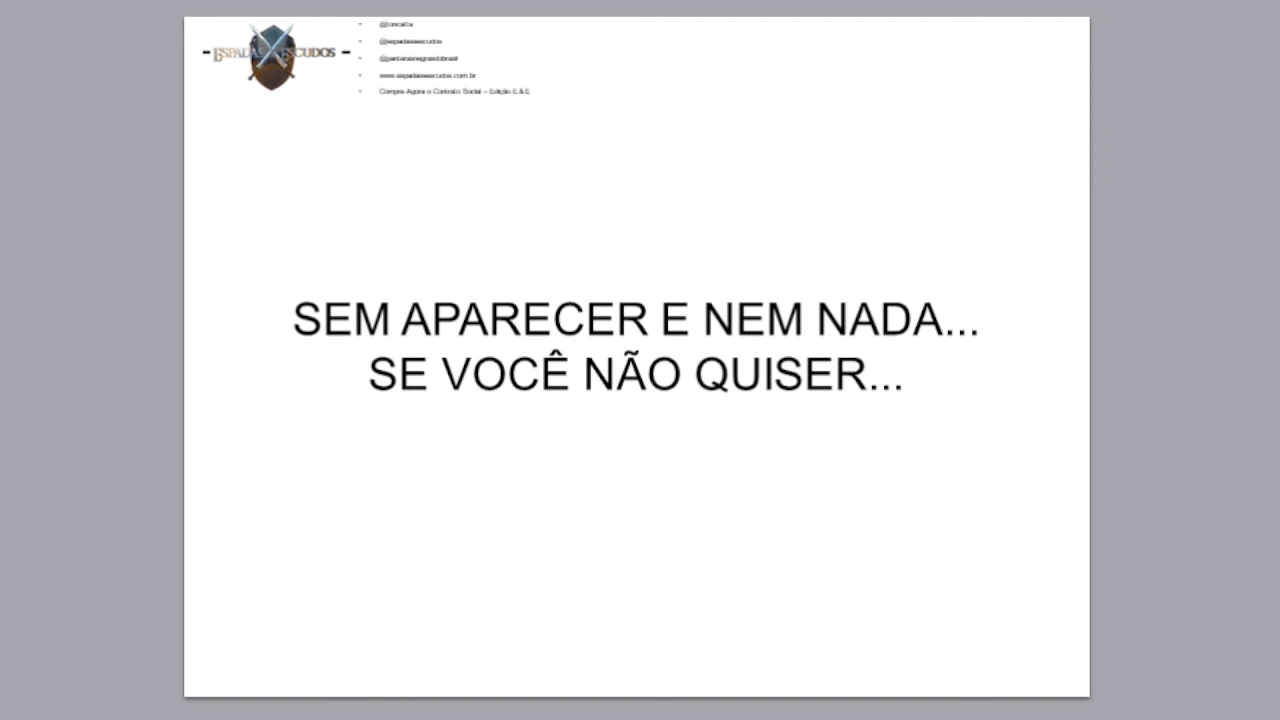 ESPADAS ESCUDOS
@espadaseescudos
www.espadaseescudos.com.br
Compre Agora o Contrato Social – Edição E & E
SEM APARECER E NEM NADA...
SE VOCÊ NÃO QUISER...